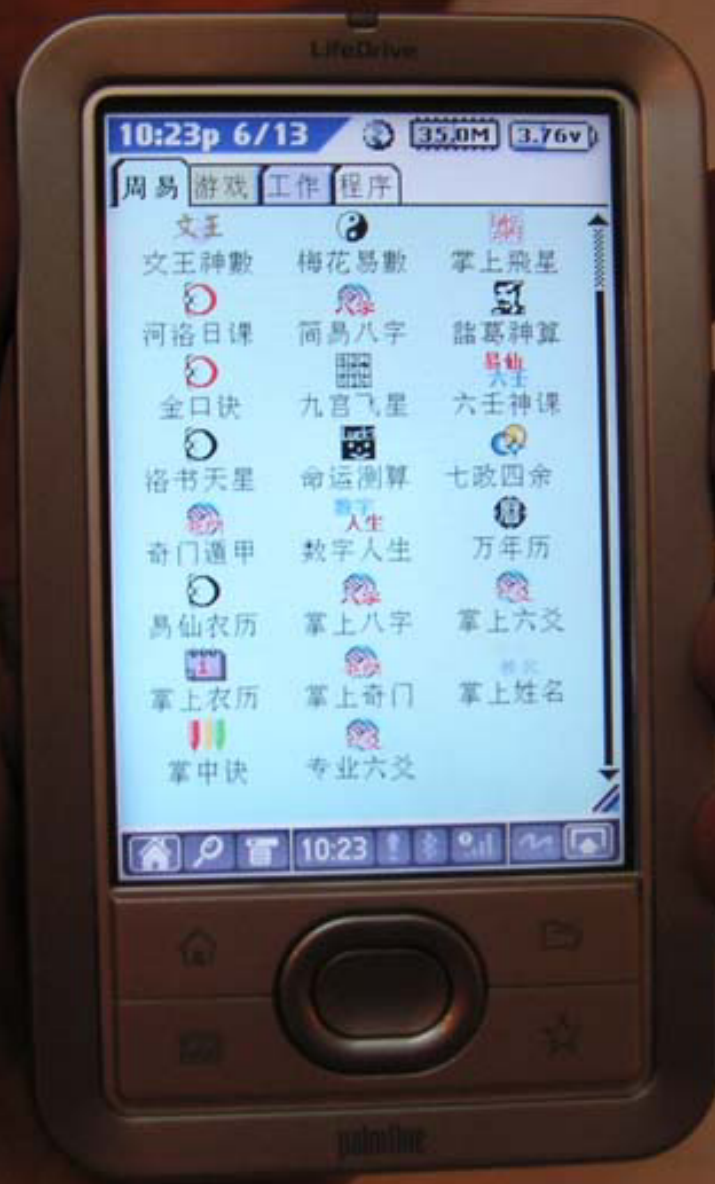 LifeDrive
10:23p 6/13 35.0M 3.76v
周易 游戏 工作 程序
文王
文王神數 梅花易數 掌上飛星
八字
河洛日课 简易八字 諸葛神算
易仙
六壬
金口诀 九宫飞星 六壬神课
Luck!
洛书天星 命运测算 七政四余
数字
人生
奇门遁甲 数字人生 万年历
八字
易仙农历 掌上八字 掌上六爻
1
掌上农历 掌上奇门 掌上姓名
掌中诀 专业六爻
10:23
palmOne